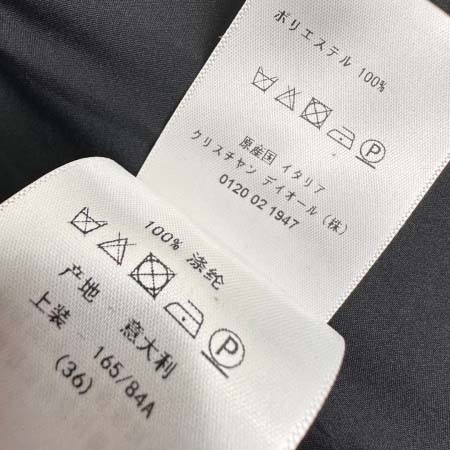 ポリエステル 100%
原産国 イタリア
クリスチャン ディオール (株)
0120 02 1947
100% 涤纶
产地 - 意大利
上装 - 165/84A
(36)